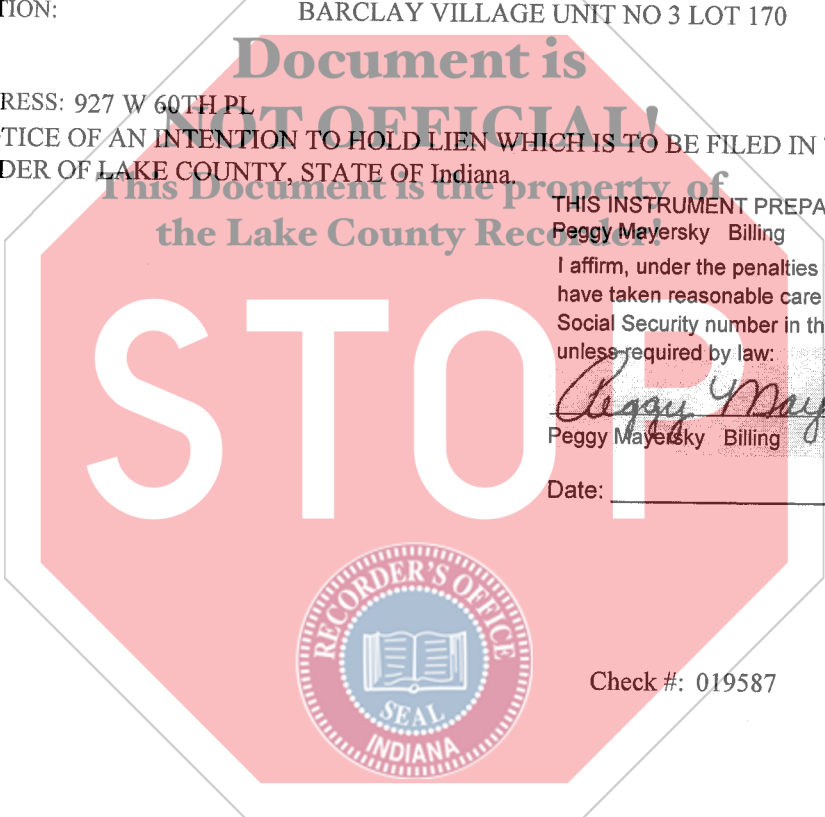 TION: BARCLAY VILLAGE UNIT NO 3 LOT 170
Document is
RESS: 927 W 60TH PL
NOT OFFICIAL!
TICE OF AN INTENTION TO HOLD LIEN WHICH IS TO BE FILED IN
DER OF LAKE COUNTY, STATE OF Indiana.
This Document is the property of
the Lake County Recorder!
THIS INSTRUMENT PREPA
Peggy Mayersky Billing
I affirm, under the penalties
have taken reasonable care
Social Security number in th
unless required by law:
Peggy May
Peggy Mayersky Billing
Date:
STOP
RECORDER'S OFFICE
SEAL
INDIANA
Check #: 019587